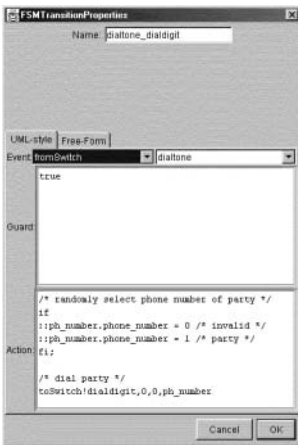 FSMTransitionProperties
Name: dialtone_dialdigit
UML-style Free-Form
Event: fromSwitch dialtone
Guard:
true
Action:
/* randomly select phone number of party */
if
::ph_number.phone_number = 0 /* invalid */
::ph_number.phone_number = 1 /* party */
fi;
/* dial party */
toSwitch!dialdigit,0,0,ph_number
Cancel OK